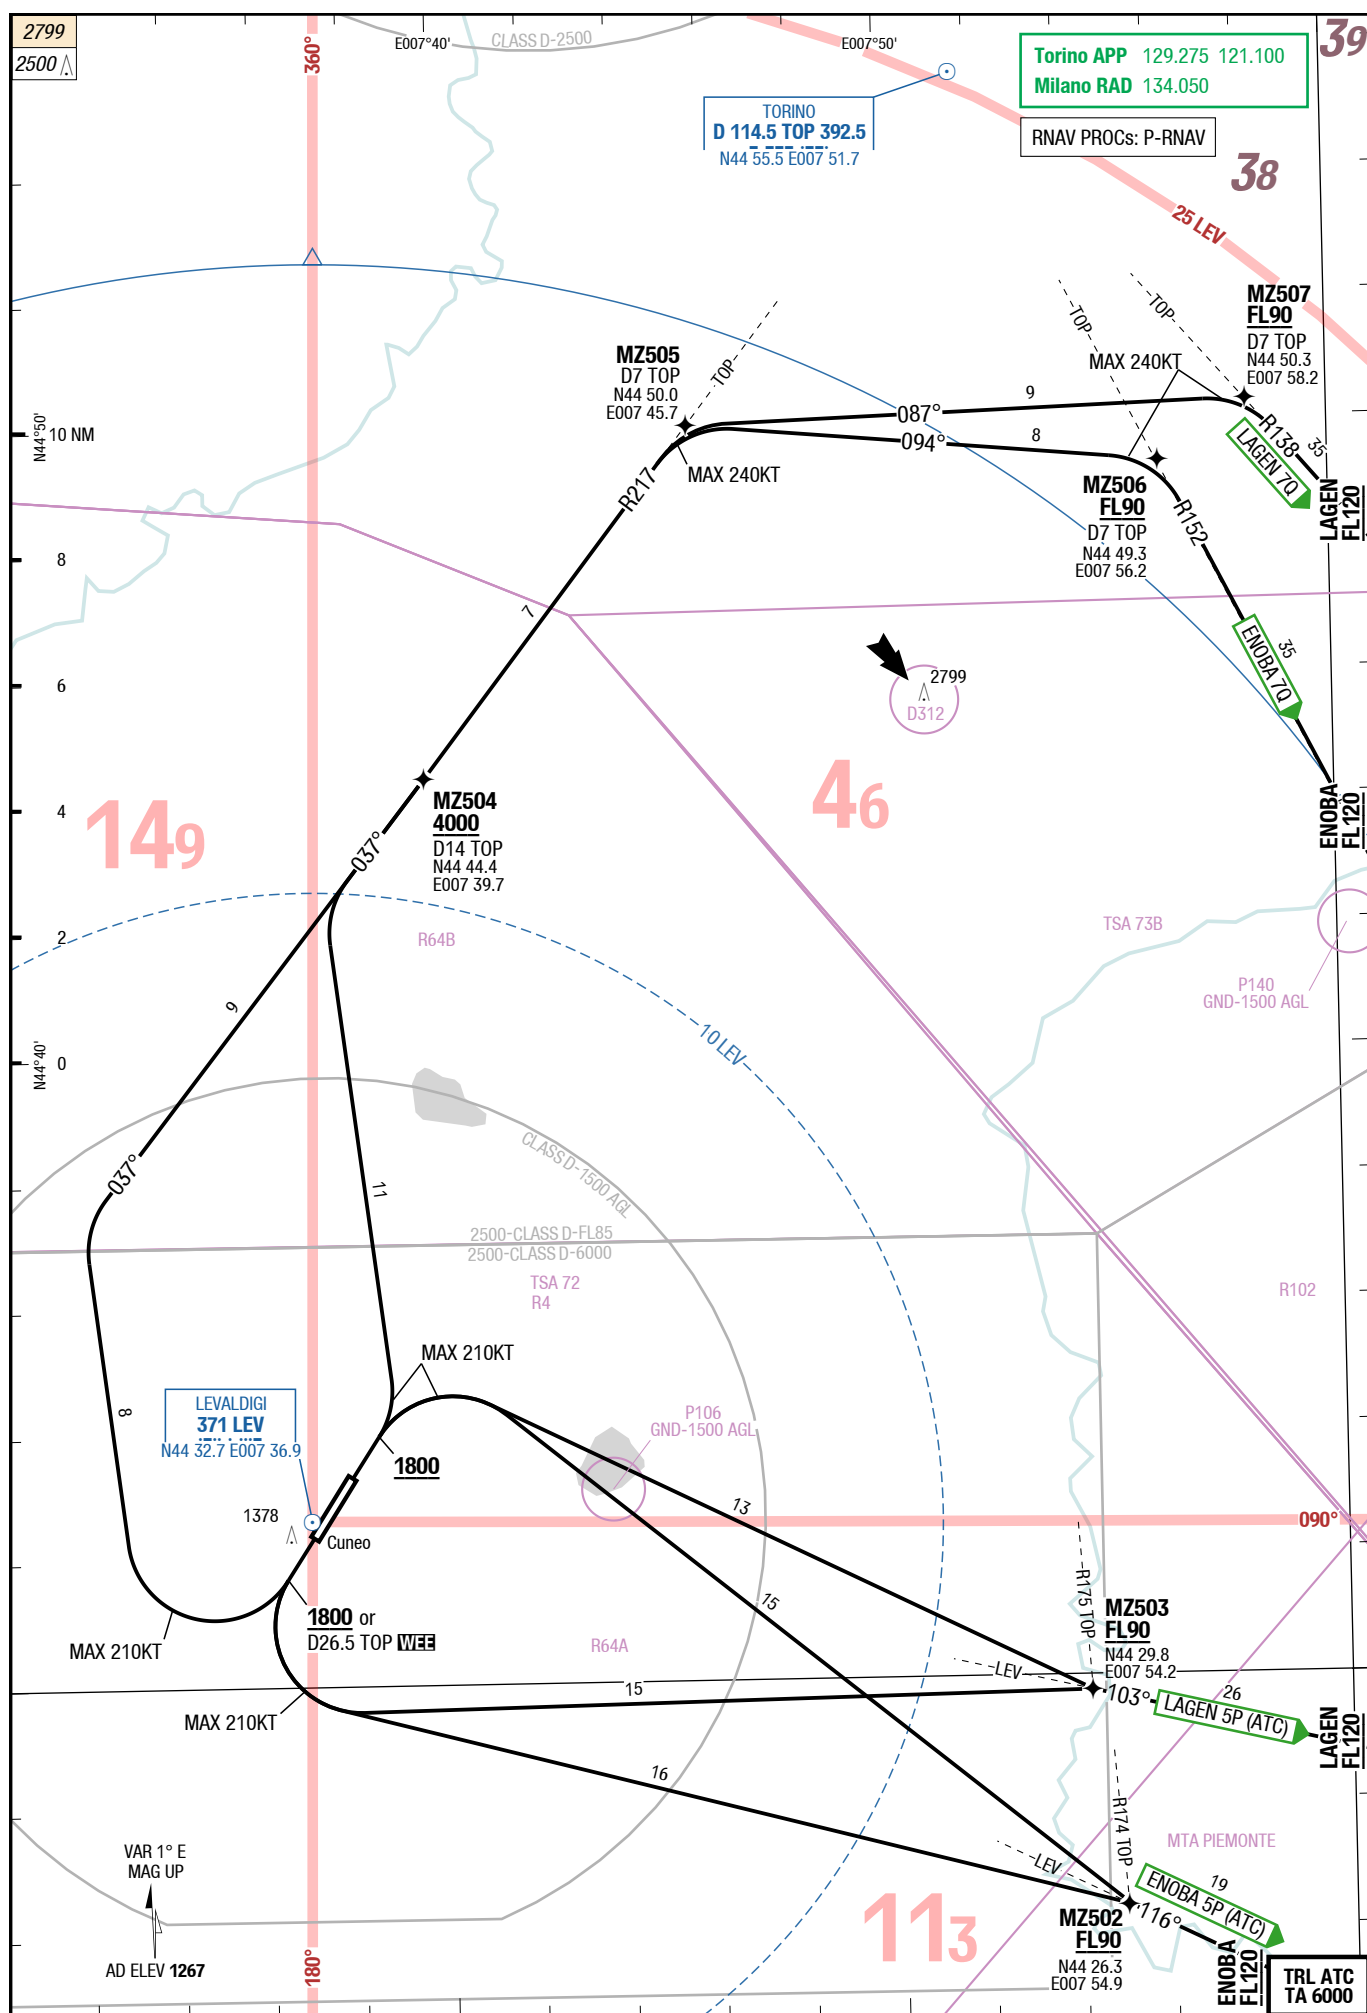 2799
2500
360°
E007°40'
CLASS D-2500
E007°50'
39
Torino APP 129.275 121.100
Milano RAD 134.050
TORINO
D 114.5 TOP 392.5
N44 55.5 E007 51.7
RNAV PROCs: P-RNAV
38
25 LEV
MZ507
FL90
D7 TOP
N44 50.3
E007 58.2
TOP
TOP
TOP
MAX 240KT
MZ505
D7 TOP
N44 50.0
E007 45.7
9
087°
094°
8
N44°50'
10 NM
MAX 240KT
R217
R138
35
LAGEN 7Q
LAGEN
FL120
MZ506
FL90
D7 TOP
N44 49.3
E007 56.2
R152
8
7
35
ENOBA 7Q
6
2799
D312
4
149
46
ENOBA
FL120
MZ504
4000
D14 TOP
N44 44.4
E007 39.7
037°
2
R64B
TSA 73B
P140
GND-1500 AGL
9
10 LEV
N44°40'
0
CLASS D-1500 AGL
037°
11
2500-CLASS D-FL85
2500-CLASS D-6000
TSA 72
R4
R102
MAX 210KT
8
LEVALDIGI
371 LEV
N44 32.7 E007 36.9
P106
GND-1500 AGL
1800
13
1378
Cuneo
090°
15
R175 TOP
1800 or
D26.5 TOP WEE
MAX 210KT
R64A
MZ503
FL90
N44 29.8
E007 54.2
LEV
15
103°
26
LAGEN 5P (ATC)
LAGEN
FL120
MAX 210KT
16
R174 TOP
MTA PIEMONTE
VAR 1° E
MAG UP
LEV
19
ENOBA 5P (ATC)
113
MZ502
FL90
N44 26.3
E007 54.9
116°
ENOBA
FL120
180°
AD ELEV 1267
TRL ATC
TA 6000